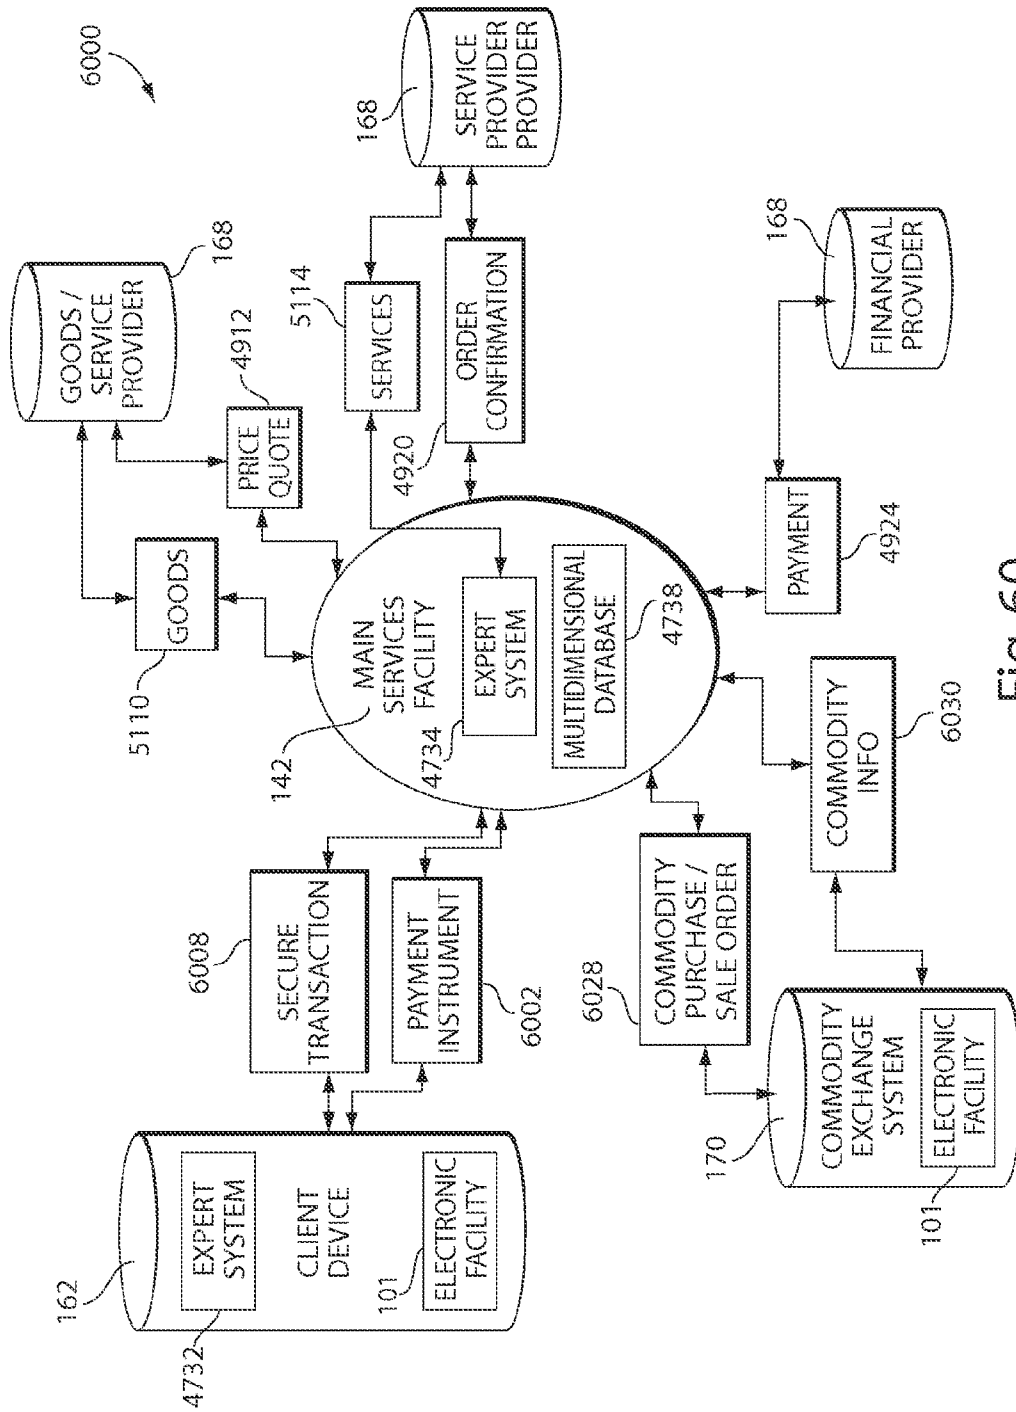 6000
162
EXPERT
SYSTEM
4732
CLIENT
DEVICE
101
ELECTRONIC
FACILITY
6008
SECURE
TRANSACTION
PAYMENT
INSTRUMENT
6002
5110
GOODS
GOODS /
SERVICE
PROVIDER
168
PRICE
QUOTE
4912
142
MAIN
SERVICES
FACILITY
4734
EXPERT
SYSTEM
MULTIDIMENSIONAL
DATABASE
4738
5114
SERVICES
4920
ORDER
CONFIRMATION
168
SERVICE
PROVIDER
PROVIDER
6028
COMMODITY
PURCHASE /
SALE ORDER
170
COMMODITY
EXCHANGE
SYSTEM
101
ELECTRONIC
FACILITY
COMMODITY
INFO
6030
PAYMENT
4924
168
FINANCIAL
PROVIDER
Fig. 60